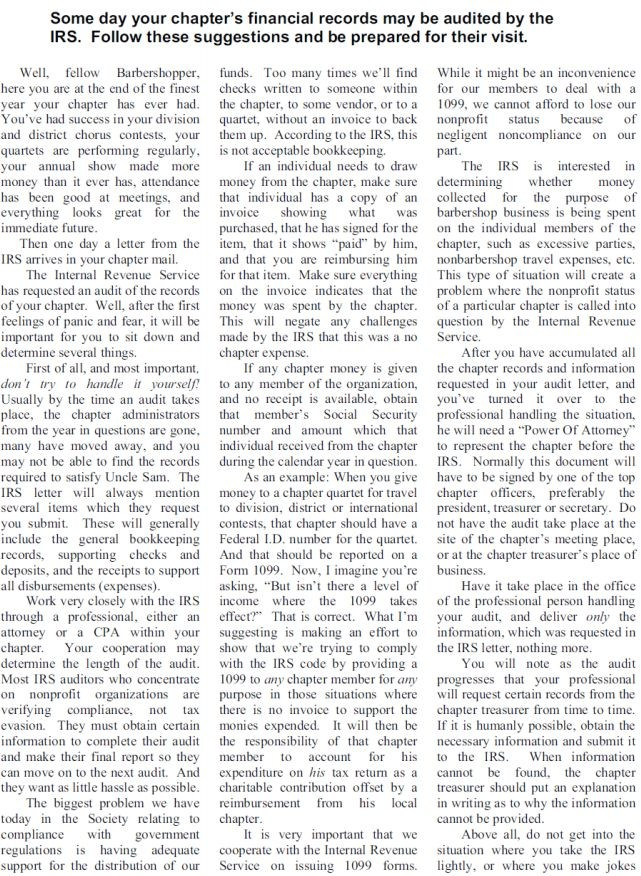 Some day your chapter's financial records may be audited by the
IRS. Follow these suggestions and be prepared for their visit.
Well, fellow Barbershopper,
here you are at the end of the finest
year your chapter has ever had.
You've had success in your division
and district chorus contests, your
quartets are performing regularly,
your annual show made more
money than it ever has, attendance
has been good at meetings, and
everything looks great for the
immediate future.
Then one day a letter from the
IRS arrives in your chapter mail.
The Internal Revenue Service
has requested an audit of the records
of your chapter. Well, after the first
feelings of panic and fear, it will be
important for you to sit down and
determine several things.
First of all, and most important,
don't try to handle it yourself!
Usually by the time an audit takes
place, the chapter administrators
from the year in questions are gone,
many have moved away, and you
may not be able to find the records
required to satisfy Uncle Sam. The
IRS letter will always mention
several items which they request
you submit. These will generally
include the general bookkeeping
records, supporting checks and
deposits, and the receipts to support
all disbursements (expenses).
Work very closely with the IRS
through a professional, either an
attorney or a CPA within your
chapter. Your cooperation may
determine the length of the audit.
Most IRS auditors who concentrate
on nonprofit organizations are
verifying compliance, not tax
evasion. They must obtain certain
information to complete their audit
and make their final report so they
can move on to the next audit. And
they want as little hassle as possible.
The biggest problem we have
today in the Society relating to
compliance with government
regulations is having adequate
support for the distribution of our
funds. Too many times we'll find
checks written to someone within
the chapter, to some vendor, or to a
quartet, without an invoice to back
them up. According to the IRS, this
is not acceptable bookkeeping.
If an individual needs to draw
money from the chapter, make sure
that individual has a copy of an
invoice showing what was
purchased, that he has signed for the
item, that it shows "paid" by him,
and that you are reimbursing him
for that item. Make sure everything
on the invoice indicates that the
money was spent by the chapter.
This will negate any challenges
made by the IRS that this was a no
chapter expense.
If any chapter money is given
to any member of the organization,
and no receipt is available, obtain
that member's Social Security
number and amount which that
individual received from the chapter
during the calendar year in question.
As an example: When you give
money to a chapter quartet for travel
to division, district or international
contests, that chapter should have a
Federal I.D. number for the quartet.
And that should be reported on a
Form 1099. Now, I imagine you're
asking, "But isn't there a level of
income where the 1099 takes
effect?" That is correct. What I'm
suggesting is making an effort to
show that we're trying to comply
with the IRS code by providing a
1099 to any chapter member for any
purpose in those situations where
there is no invoice to support the
monies expended. It will then be
the responsibility of that chapter
member to account for his
expenditure on his tax return as a
charitable contribution offset by a
reimbursement from his local
chapter.
It is very important that we
cooperate with the Internal Revenue
Service on issuing 1099 forms.
While it might be an inconvenience
for our members to deal with a
1099, we cannot afford to lose our
nonprofit status because of
negligent noncompliance on our
part.
The IRS is interested in
determining whether money
collected for the purpose of
barbershop business is being spent
on the individual members of the
chapter, such as excessive parties,
nonbarbershop travel expenses, etc.
This type of situation will create a
problem where the nonprofit status
of a particular chapter is called into
question by the Internal Revenue
Service.
After you have accumulated all
the chapter records and information
requested in your audit letter, and
you've turned it over to the
professional handling the situation,
he will need a "Power Of Attorney"
to represent the chapter before the
IRS. Normally this document will
have to be signed by one of the top
chapter officers, preferably the
president, treasurer or secretary. Do
not have the audit take place at the
site of the chapter's meeting place,
or at the chapter treasurer's place of
business.
Have it take place in the office
of the professional person handling
your audit, and deliver only the
information, which was requested in
the IRS letter, nothing more.
You will note as the audit
progresses that your professional
will request certain records from the
chapter treasurer from time to time.
If it is humanly possible, obtain the
necessary information and submit it
to the IRS. When information
cannot be found, the chapter
treasurer should put an explanation
in writing as to why the information
cannot be provided.
Above all, do not get into the
situation where you take the IRS
lightly, or where you make jokes